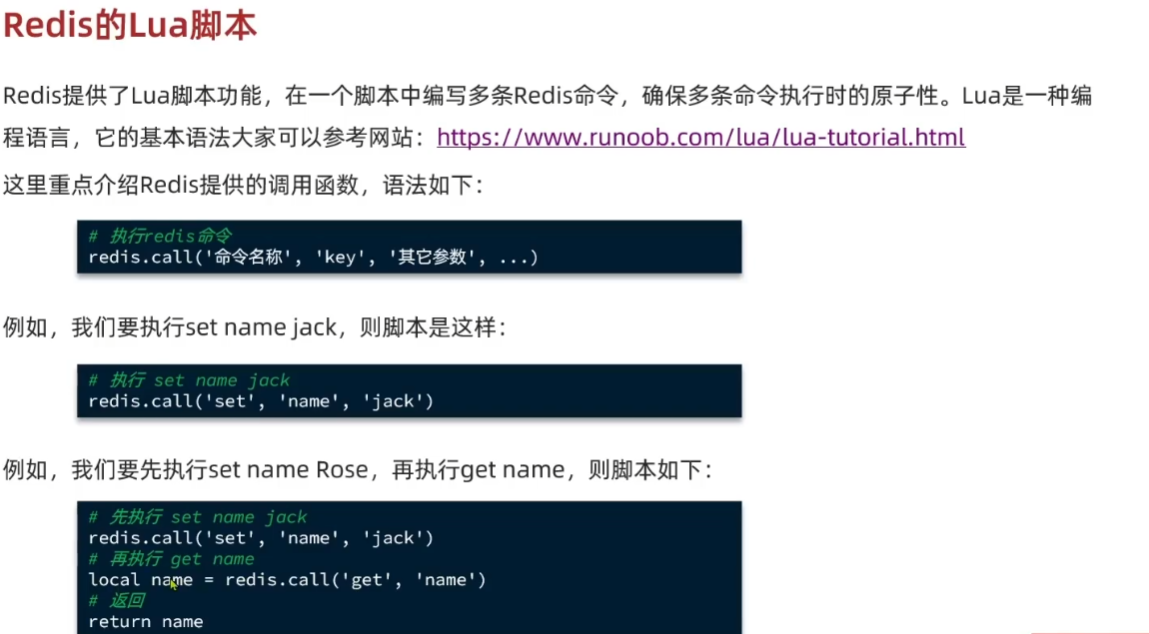 Redis的Lua脚本
Redis提供了Lua脚本功能，在一个脚本中编写多条Redis命令，确保多条命令执行时的原子性。Lua是一种编
程语言，它的基本语法大家可以参考网站：https://www.runoob.com/lua/lua-tutorial.html
这里重点介绍Redis提供的调用函数，语法如下：
# 执行redis命令
redis.call('命令名称', 'key', '其它参数', ...)
例如，我们要执行set name jack，则脚本是这样：
# 执行 set name jack
redis.call('set', 'name', 'jack')
例如，我们要先执行set name Rose，再执行get name，则脚本如下：
# 先执行 set name jack
redis.call('set', 'name', 'jack')
# 再执行 get name
local name = redis.call('get', 'name')
# 返回
return name